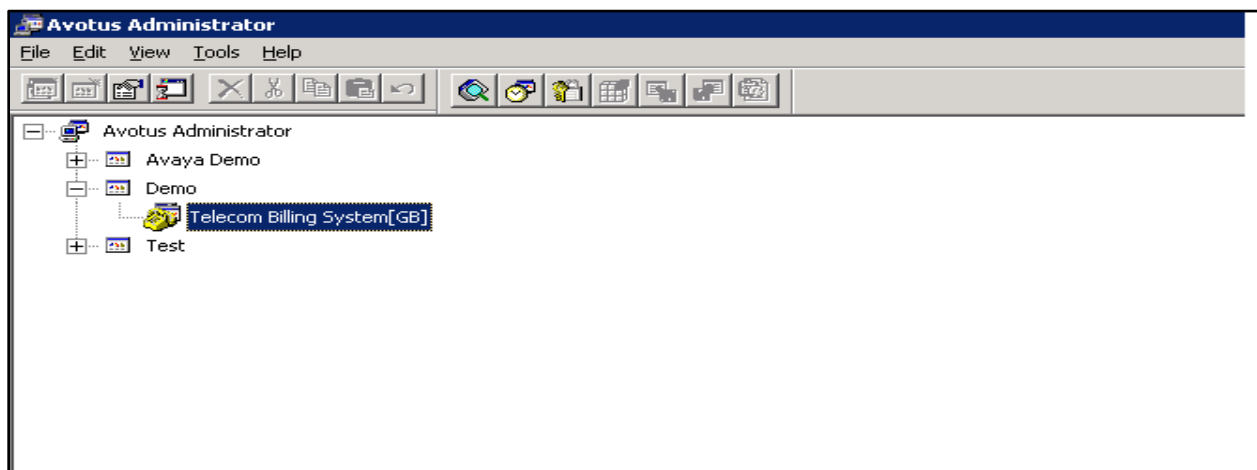 Avotus Administrator
File Edit View Tools Help
Avotus Administrator
Avaya Demo
Demo
Telecom Billing System[GB]
Test